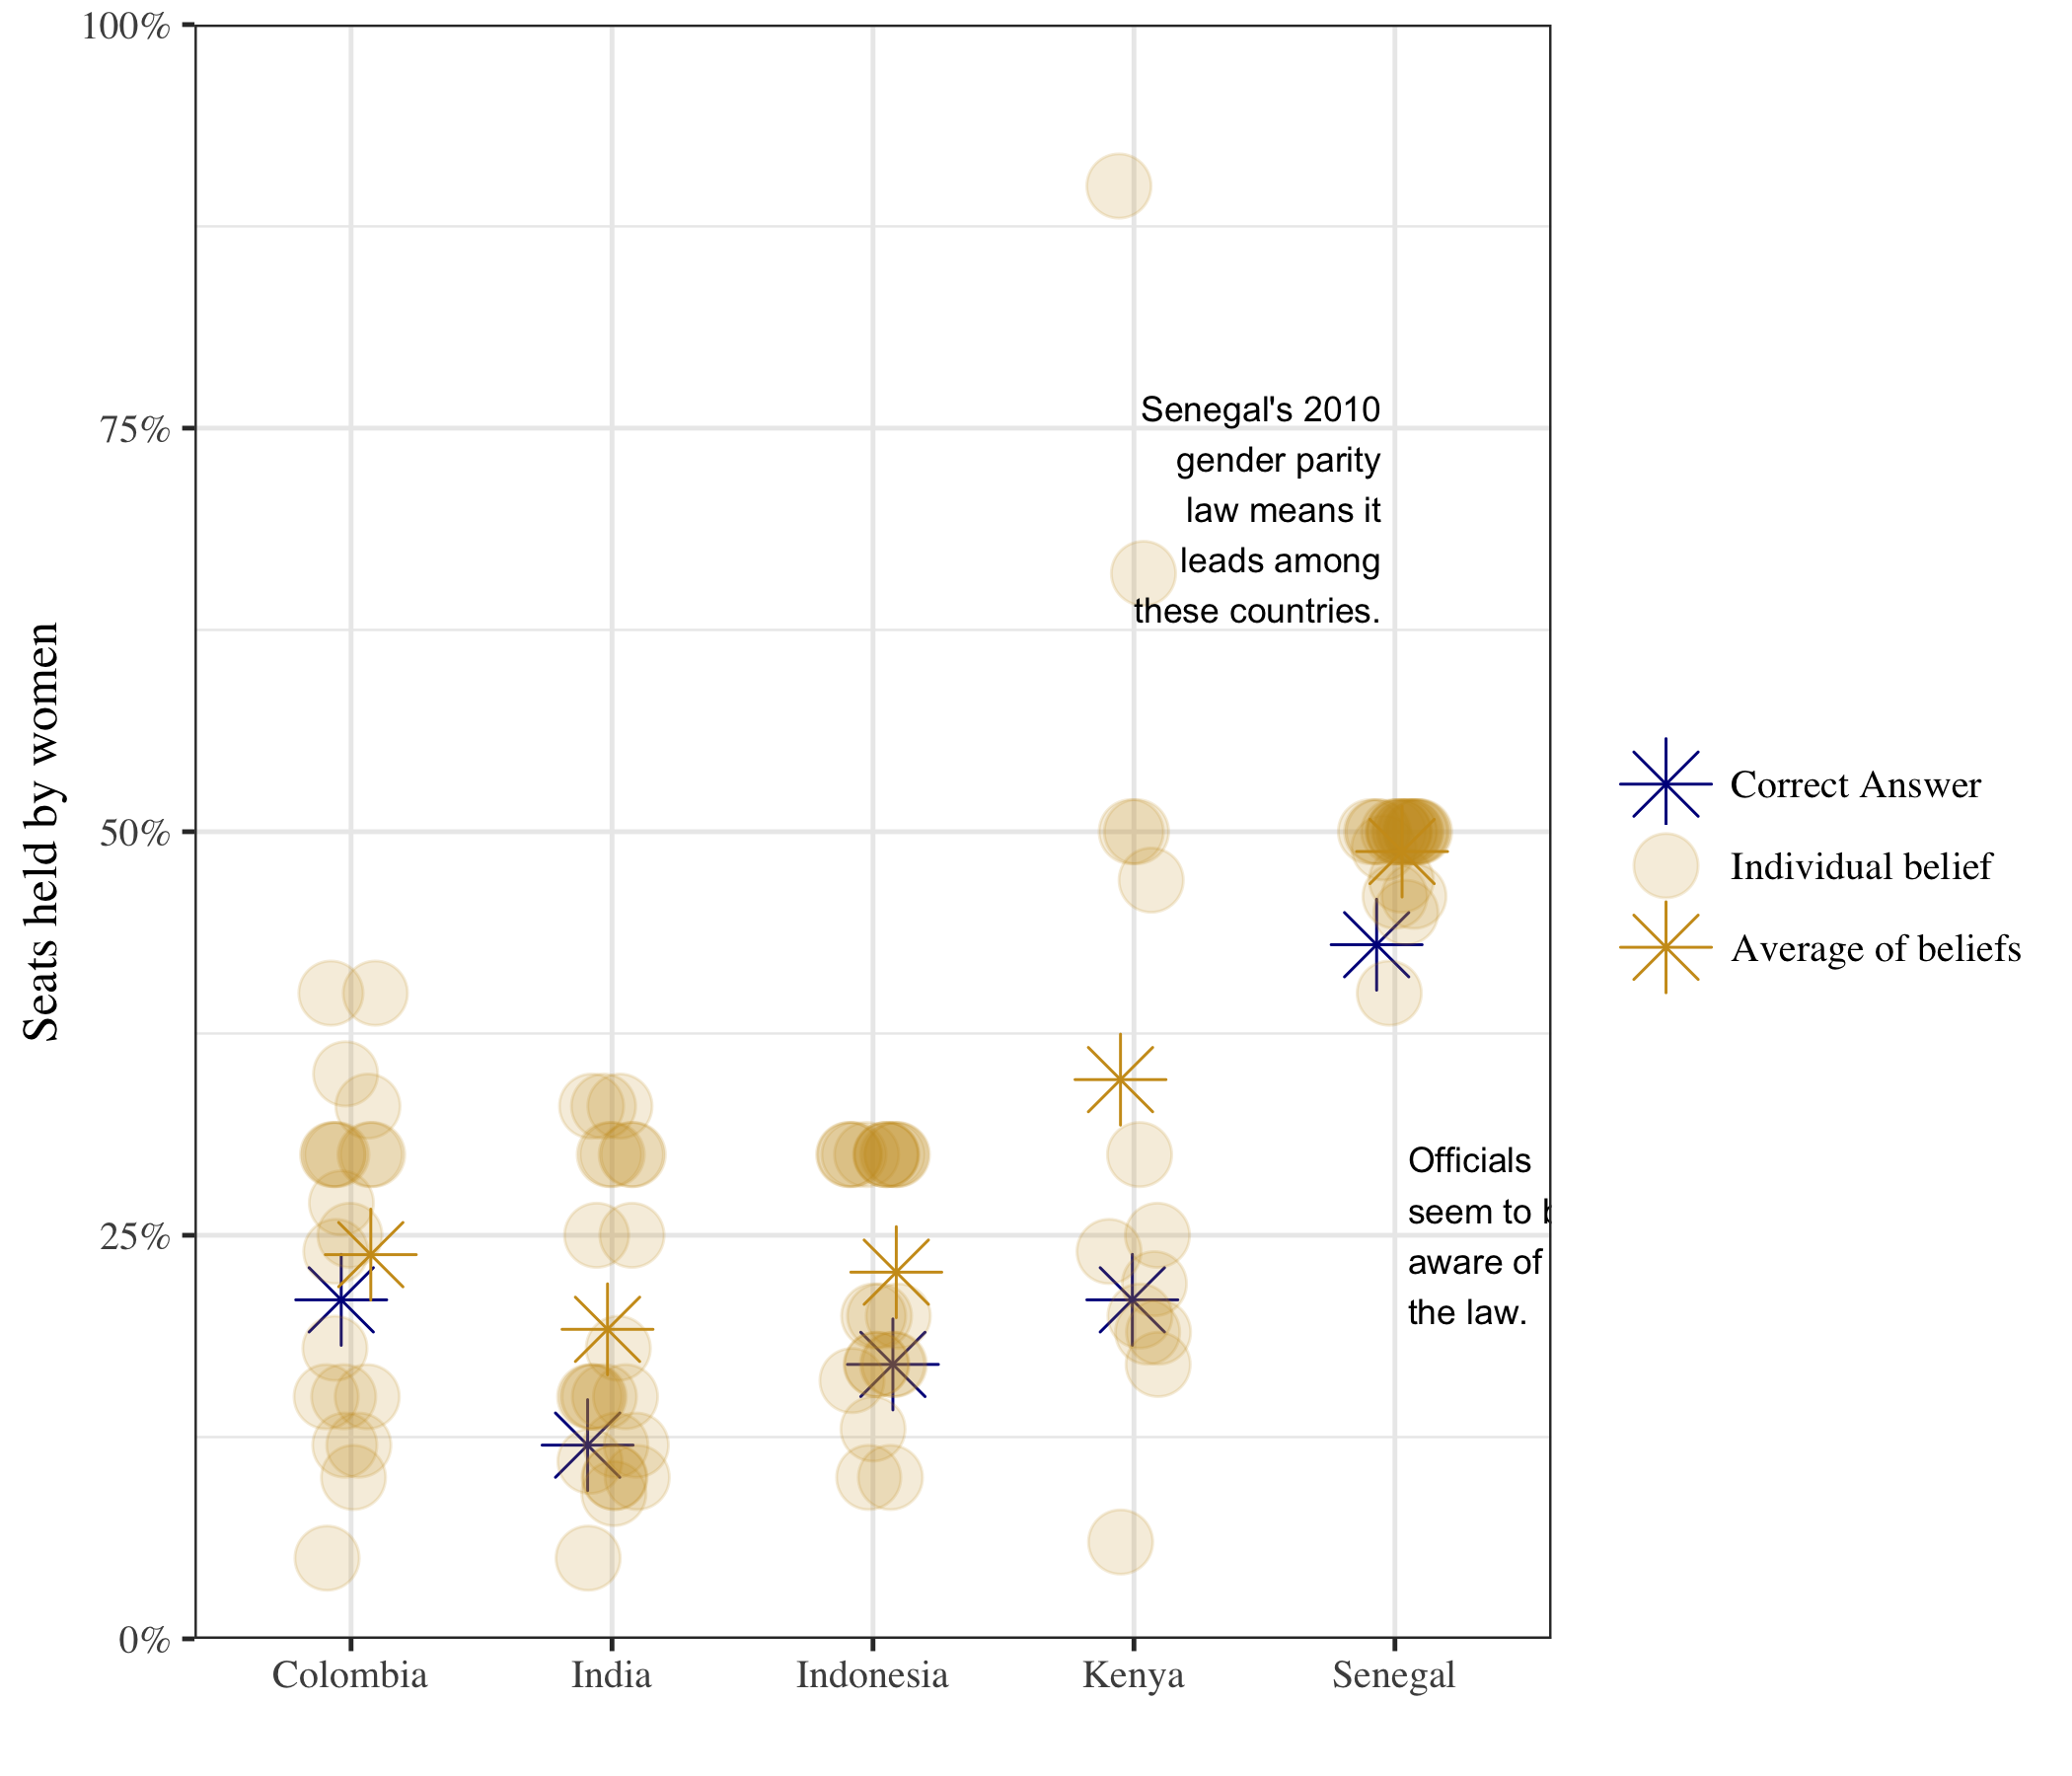 100%
75%
50%
25%
0%
Seats held by women
Senegal's 2010
gender parity
law means it
leads among
these countries.
Officials
seem to
aware of
the law.
Colombia
India
Indonesia
Kenya
Senegal
Correct Answer
Individual belief
Average of beliefs